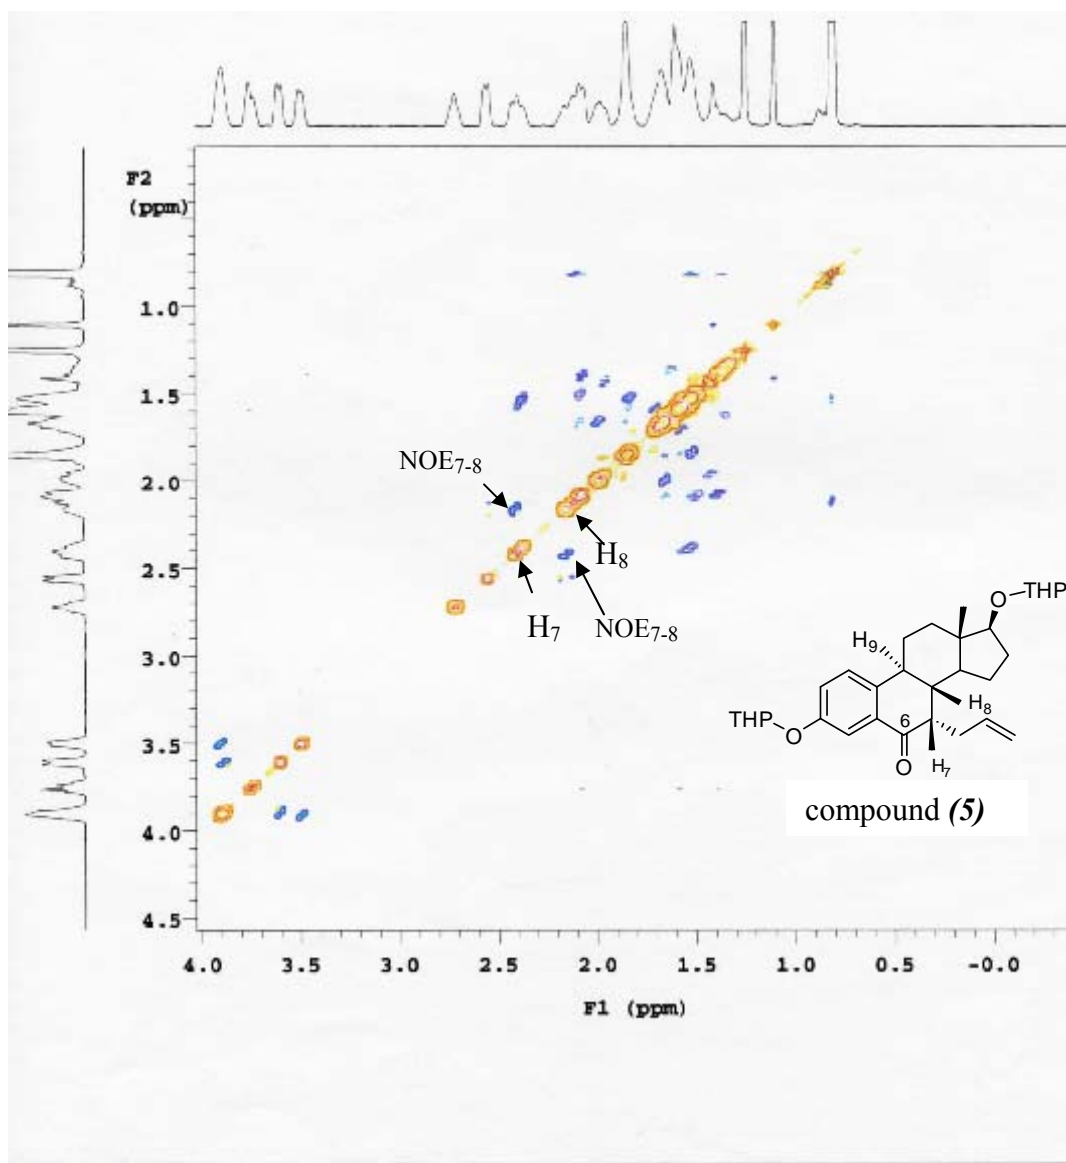 F2
(ppm)
1.0
1.5
2.0
2.5
3.0
3.5
4.0
4.5
NOE7-8
H8
H7
NOE7-8
O
THP
H9
H8
THP
O
6
O
H7
compound (5)
4.0 3.5 3.0 2.5 2.0 1.5 1.0 0.5 -0.0
F1 (ppm)